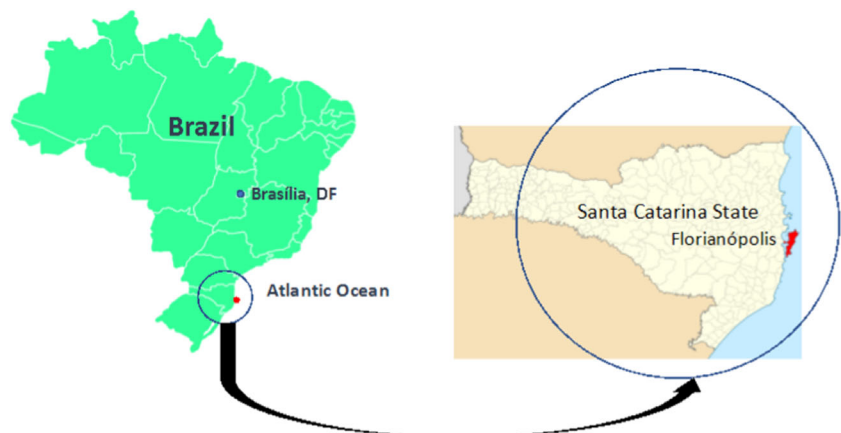 Brazil
Brasília, DF
Atlantic Ocean
Santa Catarina State
Florianópolis